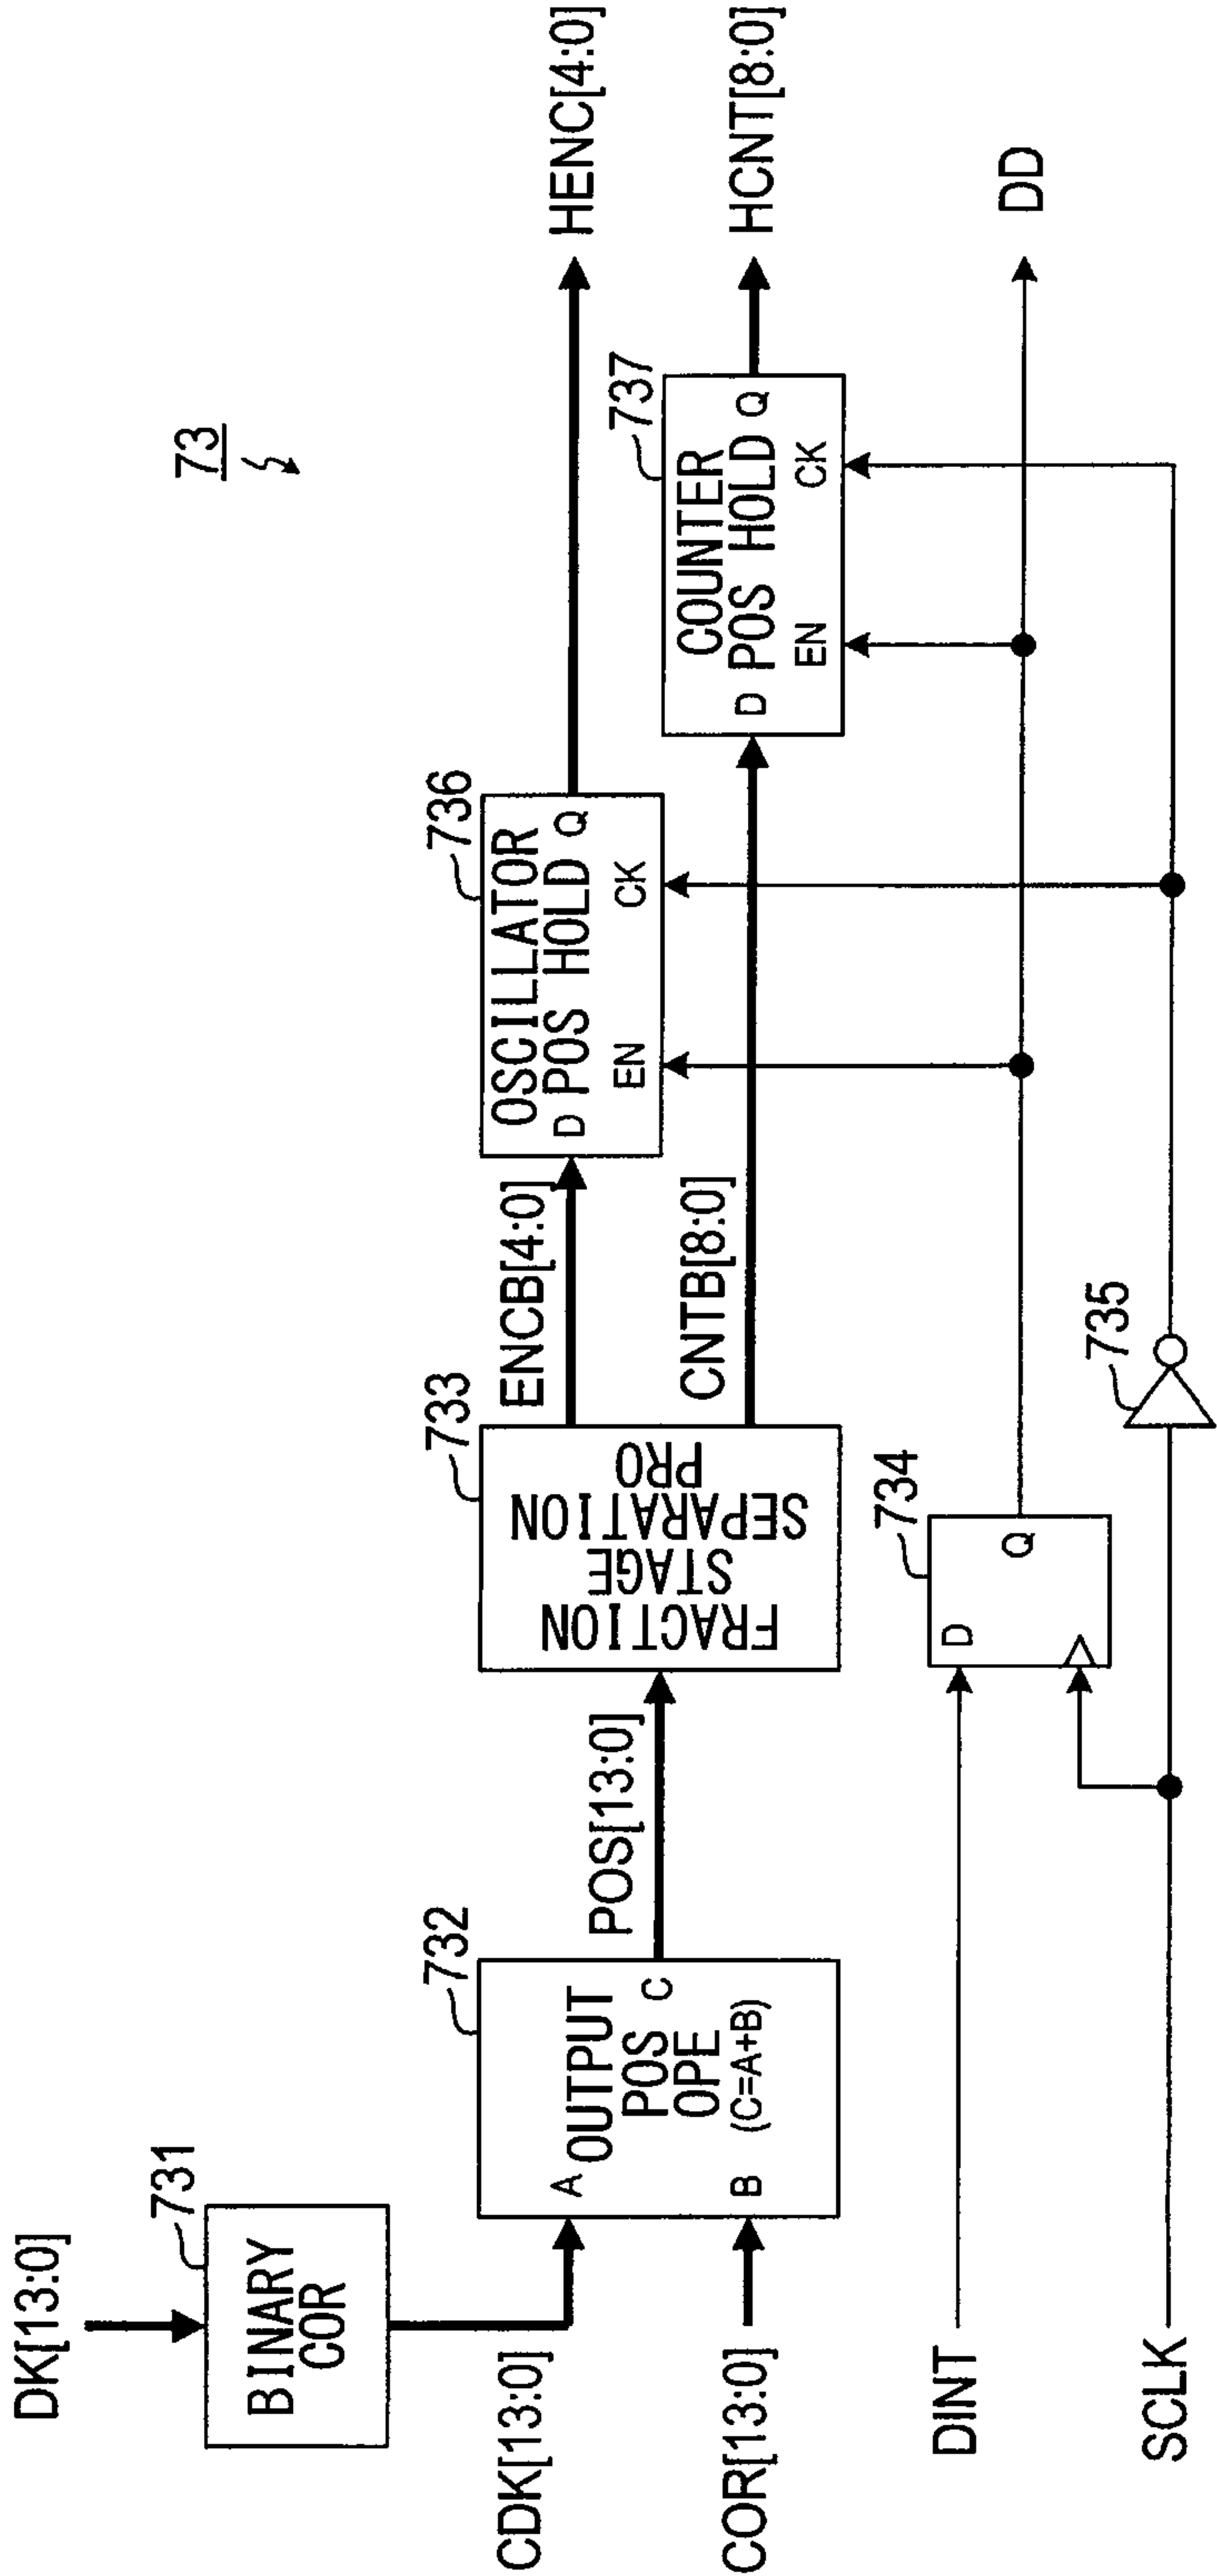 73
DK[13:0]
731
BINARY
COR
CDK[13:0]
COR[13:0]
732
A
B
C
OUTPUT
POS
OPE
(C=A+B)
POS[13:0]
733
FRACTION
STAGE
SEPARATION
PRO
ENCB[4:0]
CNTB[8:0]
736
OSCILLATOR
D POS HOLD Q
EN
CK
HENC[4:0]
737
COUNTER
D POS HOLD Q
EN
CK
HCNT[8:0]
DINT
734
D
Q
DD
SCLK
735